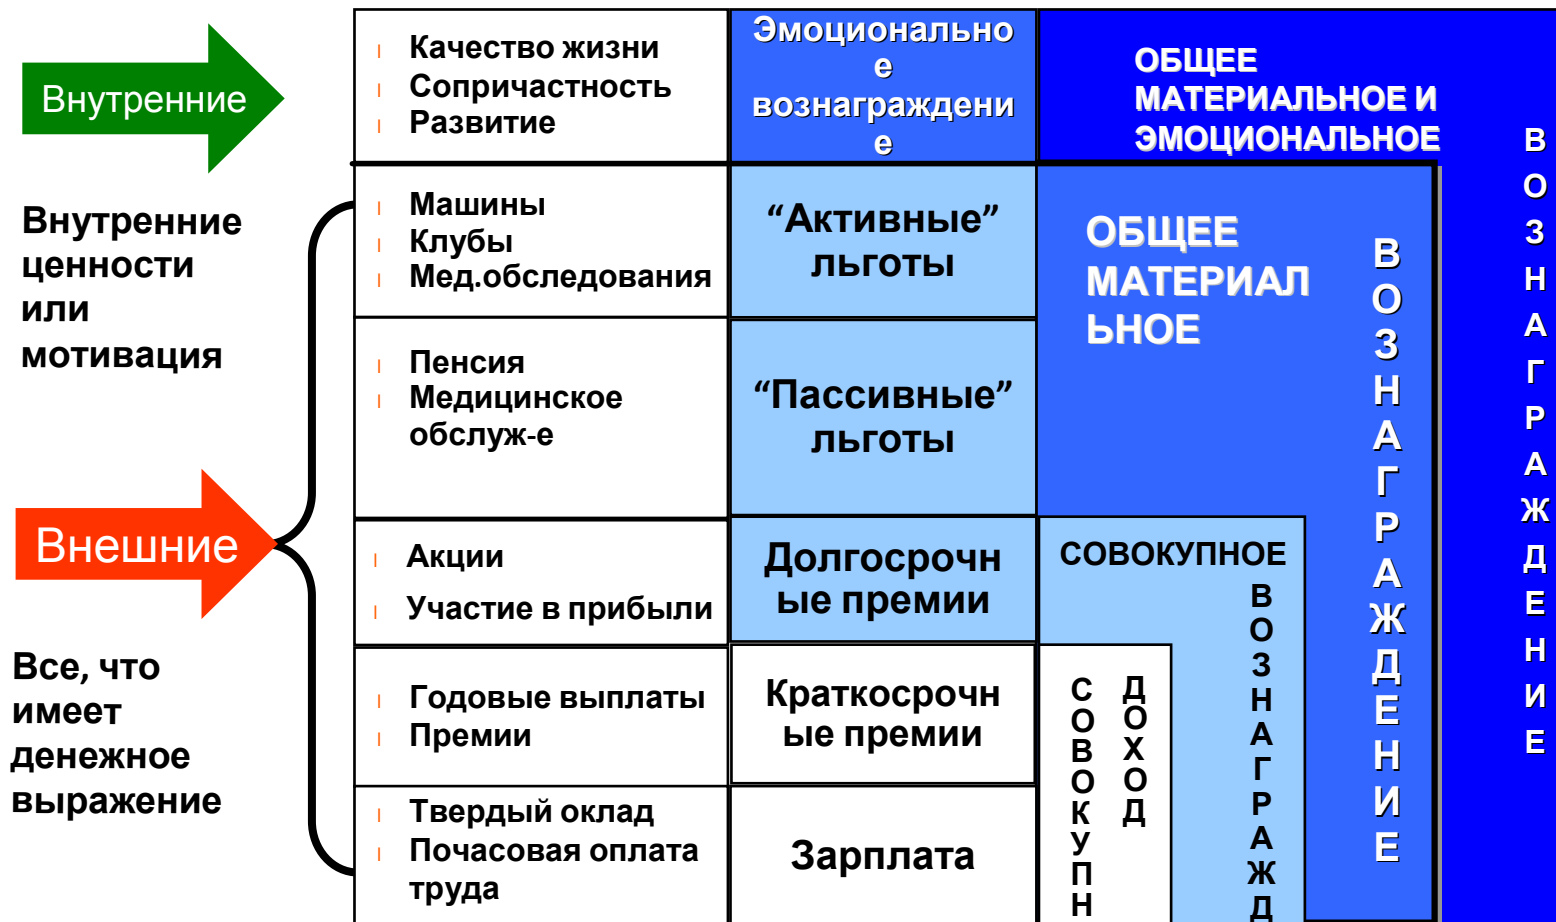 Внутренние
Внутренние
ценности
или
мотивация
Внешние
Все, что
имеет
денежное
выражение
Качество жизни
Сопричастность
Развитие
Эмоционально
е
вознаграждени
е
ОБЩЕЕ
МАТЕРИАЛЬНОЕ И
ЭМОЦИОНАЛЬНОЕ
ВОЗНАГРАЖДЕНИЕ
Машины
Клубы
Мед.обследования
“Активные”
льготы
ОБЩЕЕ
МАТЕРИАЛ
ЬНОЕ
ВОЗНАГРАЖДЕНИЕ
Пенсия
Медицинское
обслуж-е
“Пассивные”
льготы
Акции
Участие в прибыли
Долгосрочн
ые премии
СОВОКУПНОЕ
ВОЗНАГРАЖД
Годовые выплаты
Премии
Краткосрочн
ые премии
СОВОКУПН
ДОХОД
Твердый оклад
Почасовая оплата
труда
Зарплата